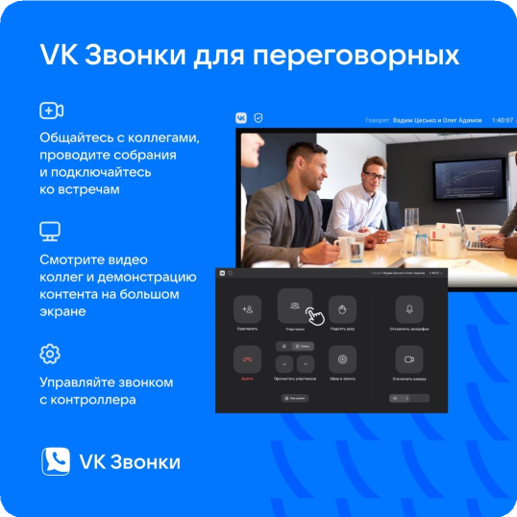 VK Звонки для переговорных
Общайтесь с коллегами,
проводите собрания
и подключайтесь
ко встречам
VK
Говорят Вадим Цесько и Олег Адамов 1:40:07
Смотрите видео
коллег и демонстрацию
контента на большом
экране
Управляйте звонком
с контроллера
Пригласить Участники Поднять руку Отключить микрофон
Выйти Пролистать участников Эфир и запись Отключить камеру
VK Звонки